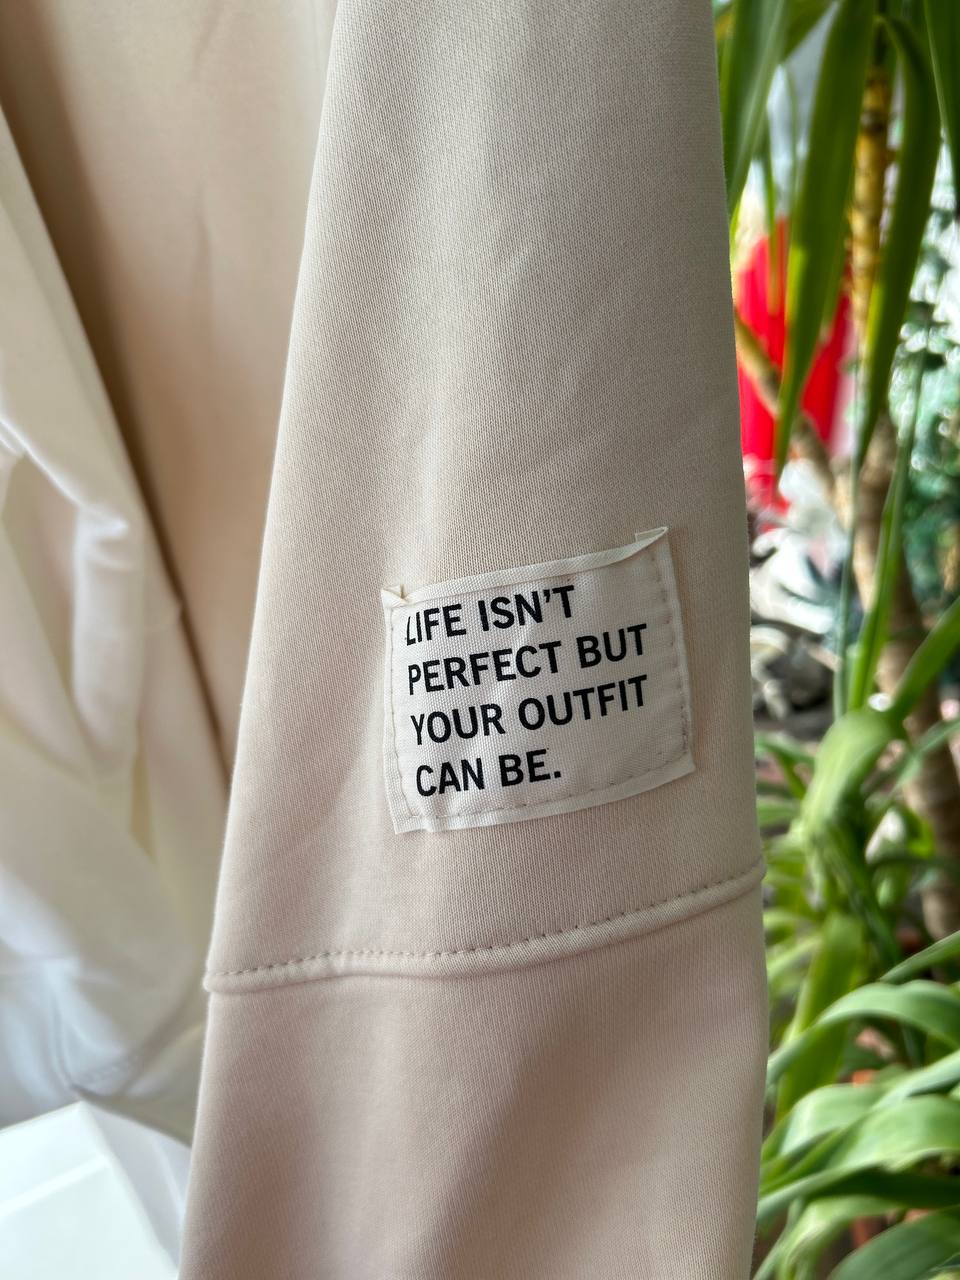 LIFE ISN'T
PERFECT BUT
YOUR OUTFIT
CAN BE.